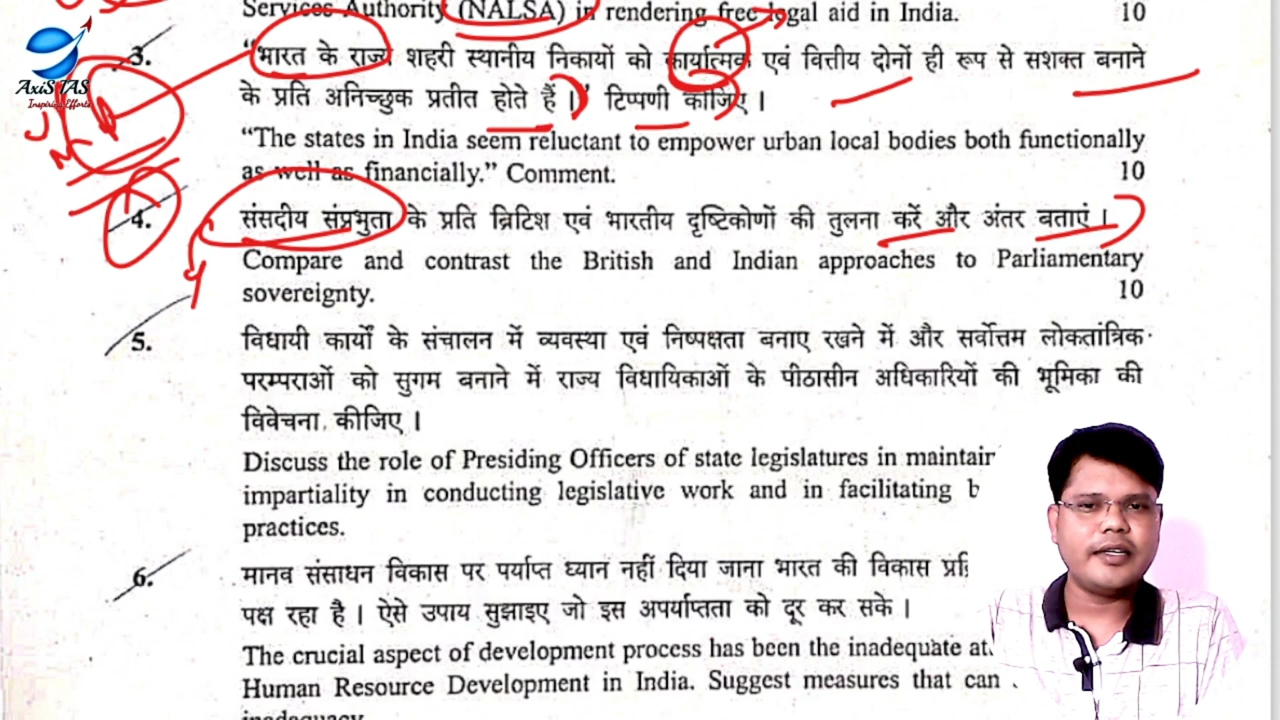 Services Authority (NALSA) in rendering free legal aid in India. 10
AxiS IAS
Inspiring Efforts
3. “भारत के राज्य शहरी स्थानीय निकायों को कार्यात्मक एवं वित्तीय दोनों ही रूप से सशक्त बनाने
के प्रति अनिच्छुक प्रतीत होते हैं ।” टिप्पणी कीजिए ।
“The states in India seem reluctant to empower urban local bodies both functionally
as well as financially.” Comment. 10
4. संसदीय संप्रभुता के प्रति ब्रिटिश एवं भारतीय दृष्टिकोणों की तुलना करें और अंतर बताएं ।
Compare and contrast the British and Indian approaches to Parliamentary
sovereignty. 10
5. विधायी कार्यों के संचालन में व्यवस्था एवं निष्पक्षता बनाए रखने में और सर्वोत्तम लोकतांत्रिक
परम्पराओं को सुगम बनाने में राज्य विधायिकाओं के पीठासीन अधिकारियों की भूमिका की
विवेचना कीजिए ।
Discuss the role of Presiding Officers of state legislatures in
impartiality in conducting legislative work and in facilitating
practices.
6. मानव संसाधन विकास पर पर्याप्त ध्यान नहीं दिया जाना भारत की विकास
पक्ष रहा है । ऐसे उपाय सुझाइए जो इस अपर्याप्तता को दूर कर सके ।
The crucial aspect of development process has been the inadequate
Human Resource Development in India. Suggest measures that can
inadequacy.